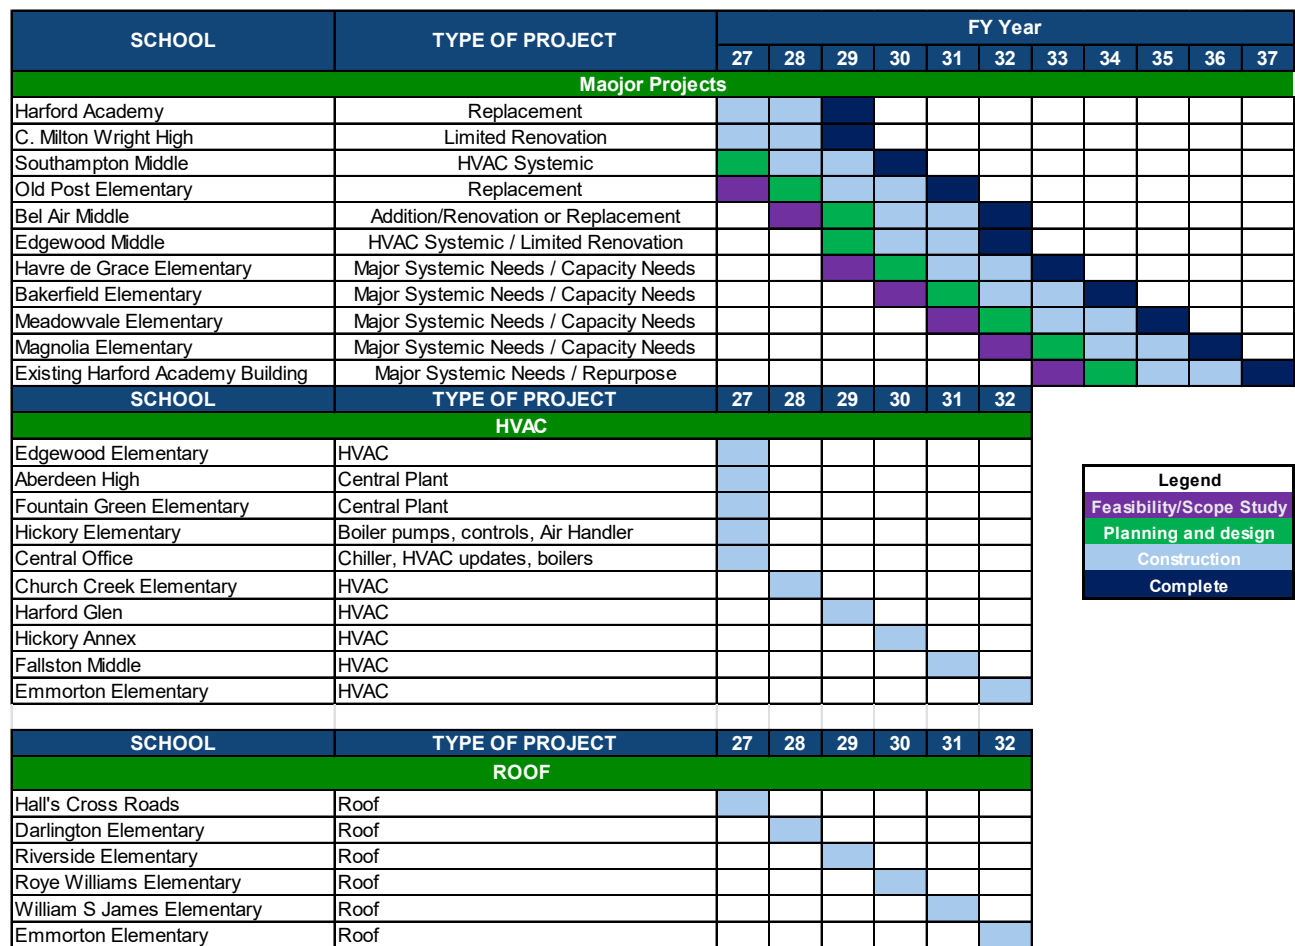 SCHOOL TYPE OF PROJECT FY Year
27 28 29 30 31 32 33 34 35 36 37
Maojor Projects
Harford Academy Replacement
C. Milton Wright High Limited Renovation
Southampton Middle HVAC Systemic
Old Post Elementary Replacement
Bel Air Middle Addition/Renovation or Replacement
Edgewood Middle HVAC Systemic / Limited Renovation
Havre de Grace Elementary Major Systemic Needs / Capacity Needs
Bakerfield Elementary Major Systemic Needs / Capacity Needs
Meadowvale Elementary Major Systemic Needs / Capacity Needs
Magnolia Elementary Major Systemic Needs / Capacity Needs
Existing Harford Academy Building Major Systemic Needs / Repurpose
SCHOOL TYPE OF PROJECT 27 28 29 30 31 32
HVAC
Edgewood Elementary HVAC
Aberdeen High Central Plant
Fountain Green Elementary Central Plant
Hickory Elementary Boiler pumps, controls, Air Handler
Central Office Chiller, HVAC updates, boilers
Church Creek Elementary HVAC
Harford Glen HVAC
Hickory Annex HVAC
Fallston Middle HVAC
Emmorton Elementary HVAC
Legend
Feasibility/Scope Study
Planning and design
Construction
Complete
SCHOOL TYPE OF PROJECT 27 28 29 30 31 32
ROOF
Hall's Cross Roads Roof
Darlington Elementary Roof
Riverside Elementary Roof
Roye Williams Elementary Roof
William S James Elementary Roof
Emmorton Elementary Roof